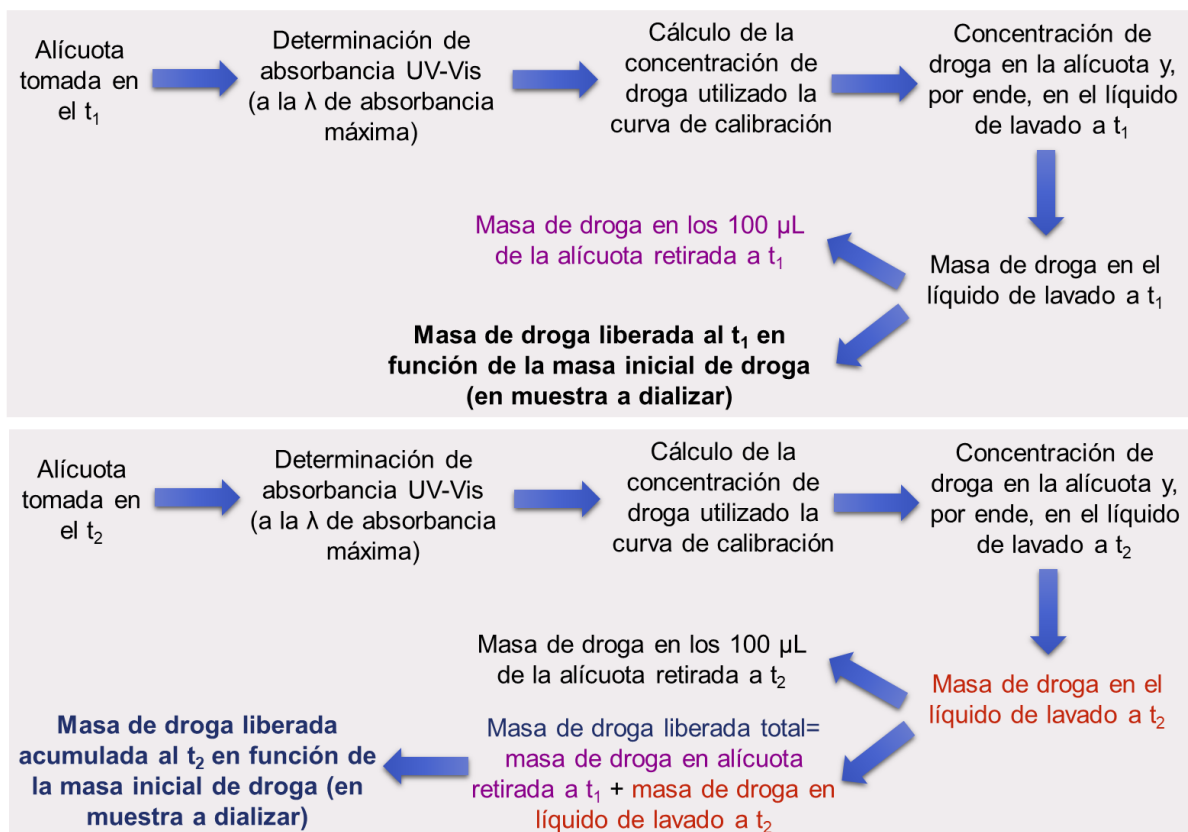 Alícuota
tomada en
el t₁
Determinación de
absorbancia UV-Vis
(a la λ de absorbancia
máxima)
Cálculo de la
concentración de
droga utilizado la
curva de calibración
Concentración de
droga en la alícuota y,
por ende, en el líquido
de lavado a t₁
Masa de droga en el
líquido de lavado a t₁
Masa de droga en los 100 µL
de la alícuota retirada a t₁
Masa de droga liberada al t₁ en
función de la masa inicial de droga
(en muestra a dializar)
Alícuota
tomada en
el t₂
Determinación de
absorbancia UV-Vis
(a la λ de absorbancia
máxima)
Cálculo de la
concentración de
droga utilizado la
curva de calibración
Concentración de
droga en la alícuota y,
por ende, en el líquido
de lavado a t₂
Masa de droga en el
líquido de lavado a t₂
Masa de droga en los 100 µL
de la alícuota retirada a t₂
Masa de droga liberada total=
masa de droga en alícuota
retirada a t₁ + masa de droga en
líquido de lavado a t₂
Masa de droga liberada
acumulada al t₂ en función de
la masa inicial de droga (en
muestra a dializar)